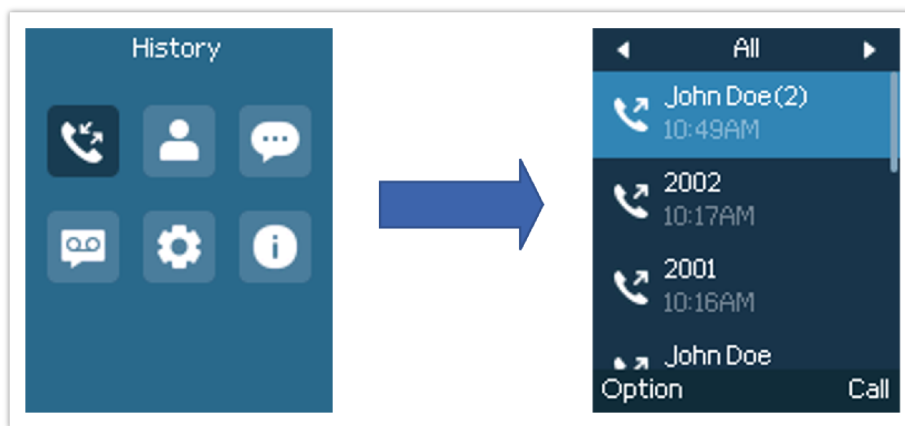 History
All
John Doe(2)
10:49AM
2002
10:17AM
2001
10:16AM
John Doe
Option Call